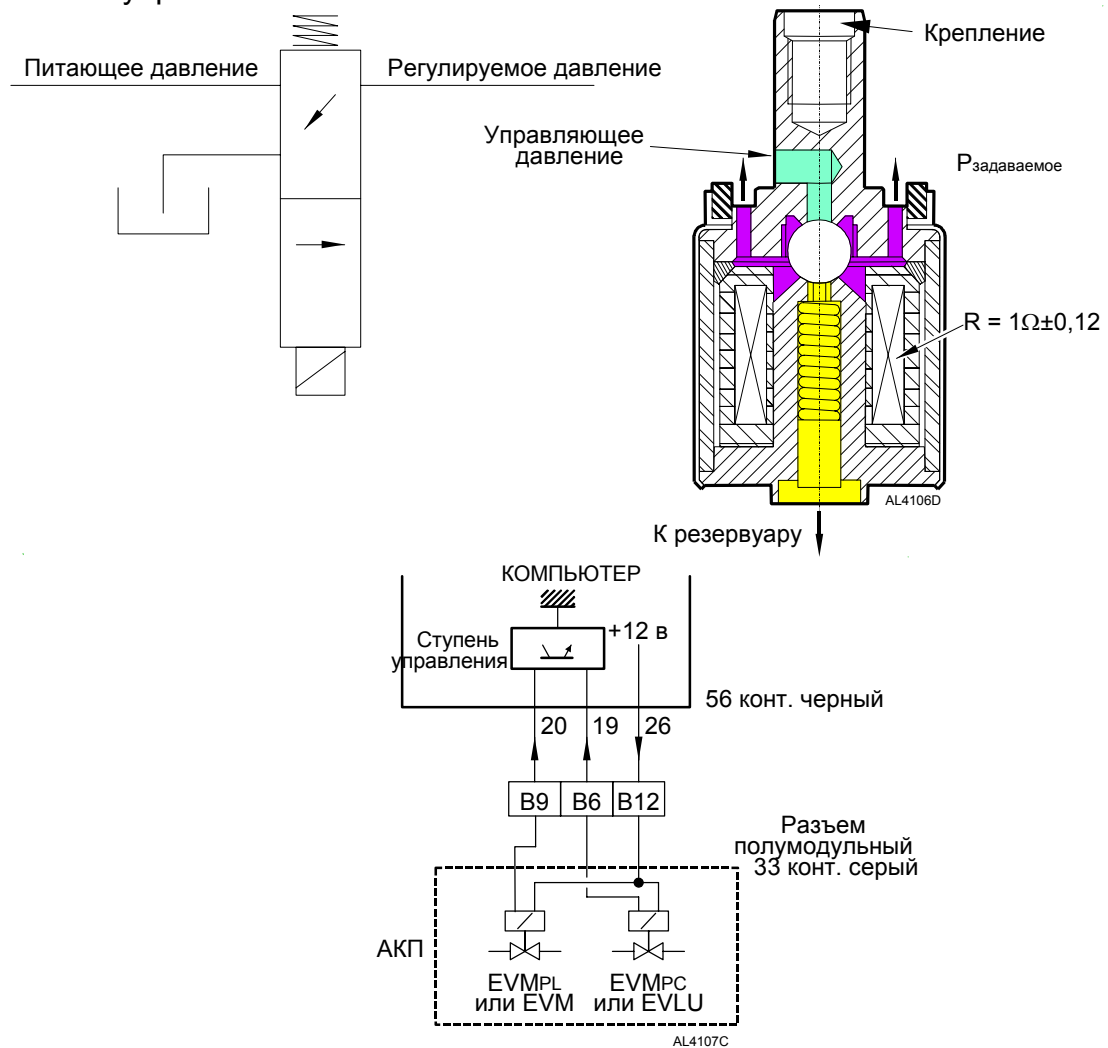 Питающее давление
Регулируемое давление
Крепление
Управляющее
давление
Pзадаваемое
R = 1Ω±0,12
AL4106D
К резервуару
КОМПЬЮТЕР
+12 в
Ступень
управления
56 конт. черный
20 19 26
B9 B6 B12
Разъем
полумодульный
33 конт. серый
АКП
EVMPL
или EVM
EVMPC
или EVLU
AL4107C